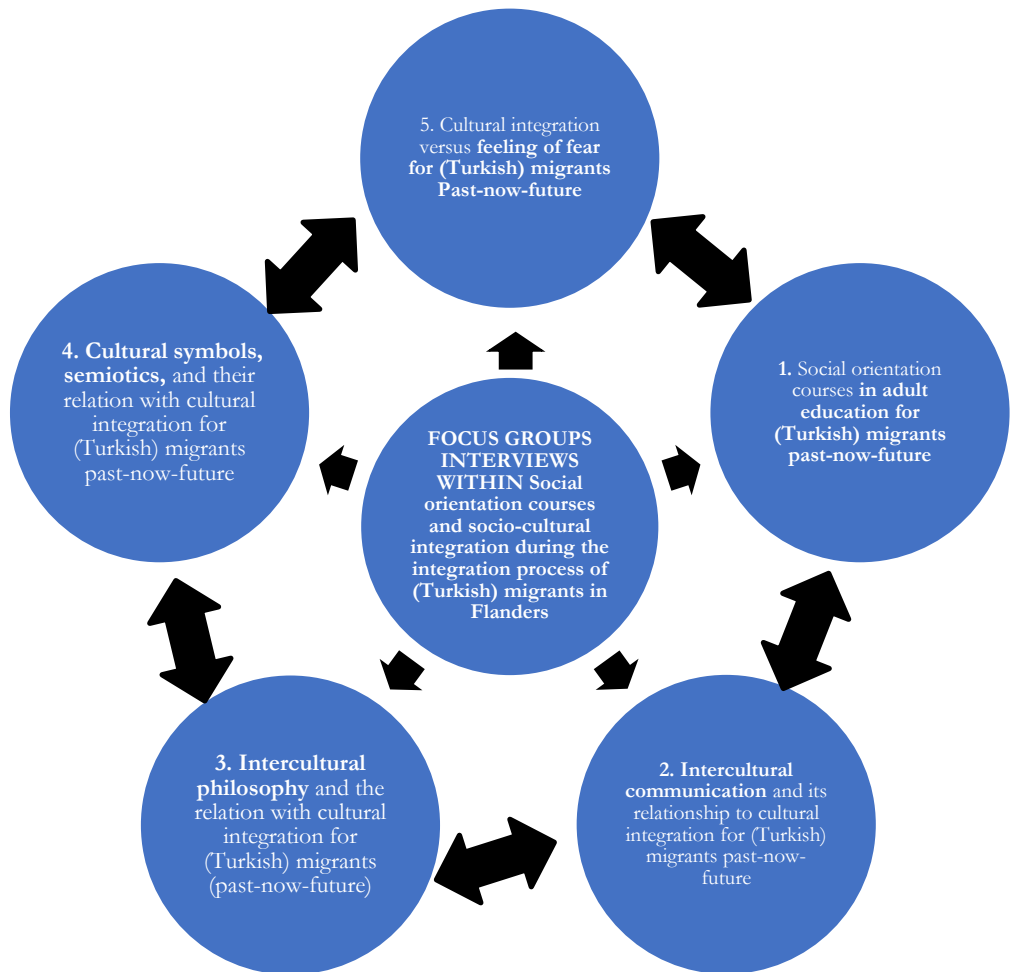 5. Cultural integration
versus feeling of fear
for (Turkish) migrants
Past-now-future
4. Cultural symbols,
semiotics, and their
relation with cultural
integration for
(Turkish) migrants
past-now-future
1. Social orientation
courses in adult
education for
(Turkish) migrants
past-now-future
FOCUS GROUPS
INTERVIEWS
WITHIN Social
orientation courses
and socio-cultural
integration during the
integration process of
(Turkish) migrants in
Flanders
3. Intercultural
philosophy and the
relation with cultural
integration for
(Turkish) migrants
(past-now-future)
2. Intercultural
communication and its
relationship to cultural
integration for (Turkish)
migrants past-now-
future